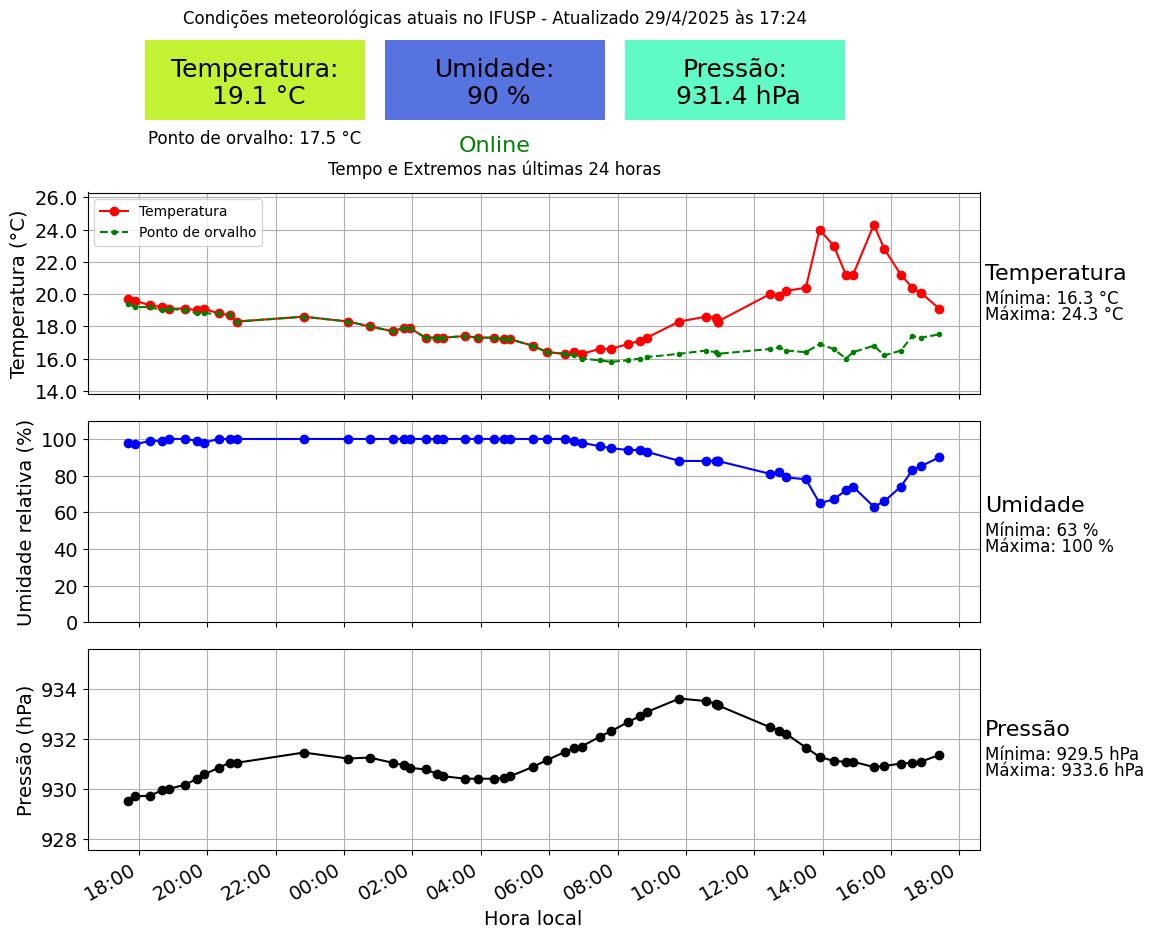 Condições meteorológicas atuais no IFUSP - Atualizado 29/4/2025 às 17:24
Temperatura:
19.1 °C
Umidade:
90 %
Pressão:
931.4 hPa
Ponto de orvalho: 17.5 °C
Online
Tempo e Extremos nas últimas 24 horas
Temperatura (°C)
26.0
24.0
22.0
20.0
18.0
16.0
14.0
Temperatura
Ponto de orvalho
Temperatura
Mínima: 16.3 °C
Máxima: 24.3 °C
Umidade relativa (%)
100
80
60
40
20
0
Umidade
Mínima: 63 %
Máxima: 100 %
Pressão (hPa)
934
932
930
928
Pressão
Mínima: 929.5 hPa
Máxima: 933.6 hPa
18:00 20:00 22:00 00:00 02:00 04:00 06:00 08:00 10:00 12:00 14:00 16:00 18:00
Hora local